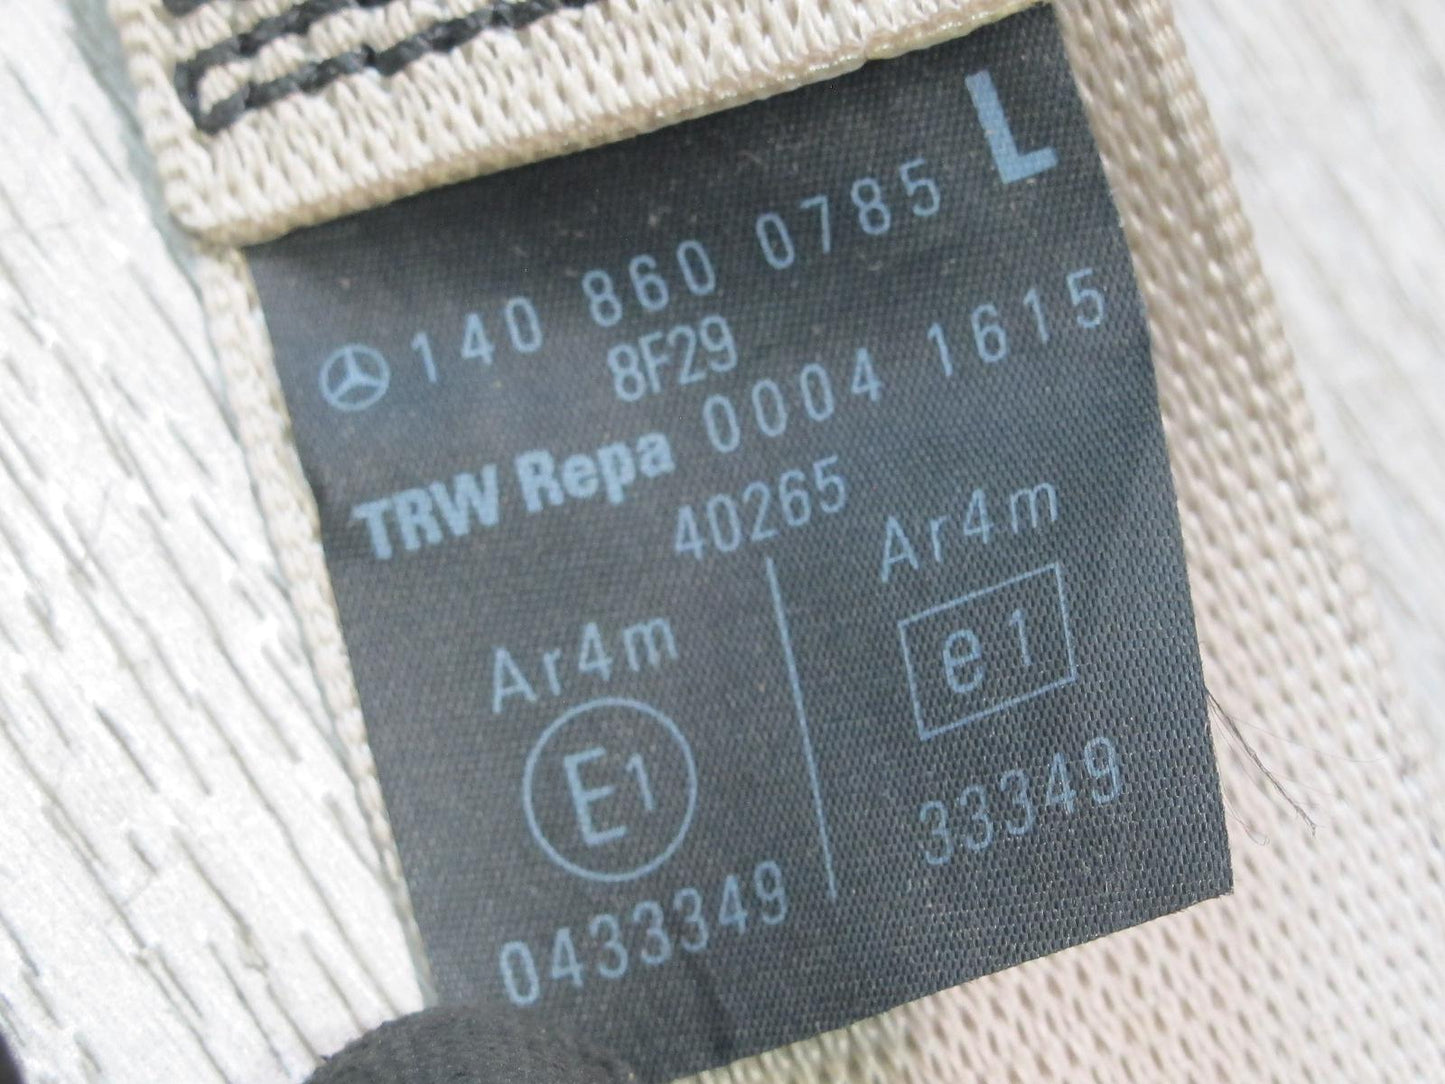 140 860 0785 L
8F29
TRW Repa 0004 1615
40265
Ar4m
E1
0433349
Ar4m
e1
33349